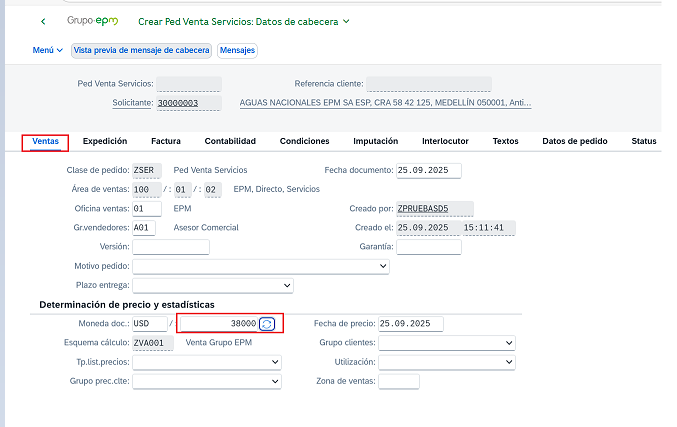 Grupo·epm Crear Ped Venta Servicios: Datos de cabecera
Menú Vista previa de mensaje de cabecera Mensajes
Ped Venta Servicios: Referencia cliente:
Solicitante: 30000003 AGUAS NACIONALES EPM SA ESP, CRA 58 42 125, MEDELLÍN 050001, Anti...
Ventas Expedición Factura Contabilidad Condiciones Imputación Interlocutor Textos Datos de pedido Status
Clase de pedido: ZSER Ped Venta Servicios Fecha documento: 25.09.2025
Área de ventas: 100 /: 01 /: 02 EPM, Directo, Servicios
Oficina ventas: 01 EPM Creado por: ZPRUEBASD5
Gr.vendedores: A01 Asesor Comercial Creado el: 25.09.2025 15:11:41
Versión: Garantía:
Motivo pedido:
Plazo entrega:
Determinación de precio y estadísticas
Moneda doc.: USD /: 38000 Fecha de precio: 25.09.2025
Esquema cálculo: ZVA001 Venta Grupo EPM Grupo clientes:
Tp.list.precios: Utilización:
Grupo prec.clte: Zona de ventas: